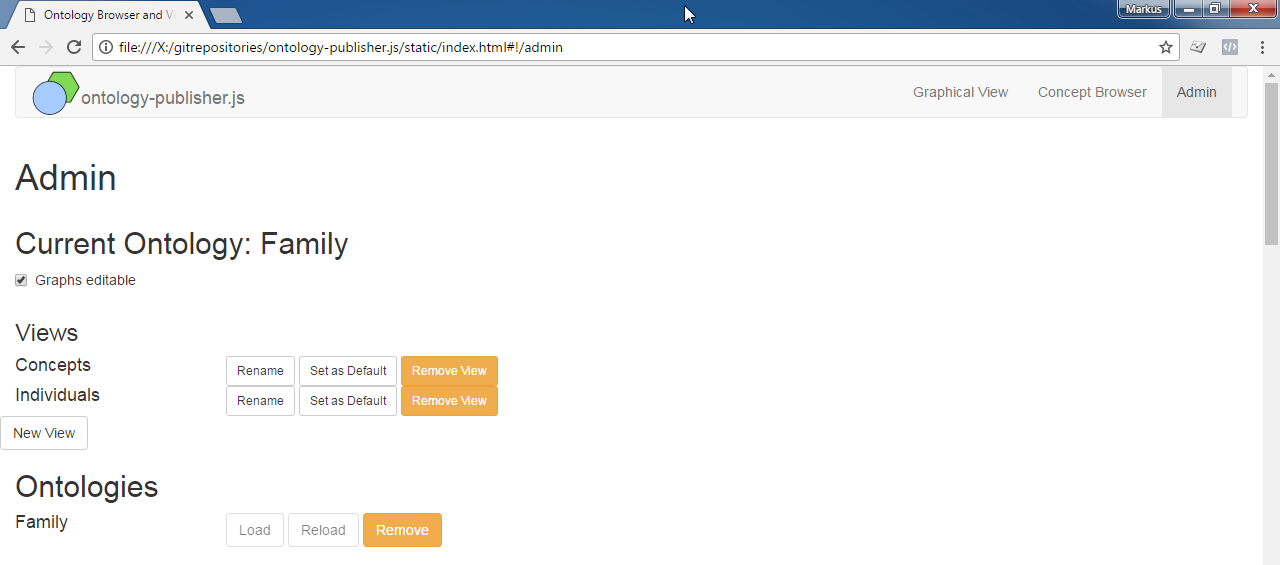 Ontology Browser and Vi
Markus
file:///X:/gitrepositories/ontology-publisher.js/static/index.html#!/admin
ontology-publisher.js
Graphical View
Concept Browser
Admin
Admin
Current Ontology: Family
Graphs editable
Views
Concepts
Rename
Set as Default
Remove View
Individuals
Rename
Set as Default
Remove View
New View
Ontologies
Family
Load
Reload
Remove